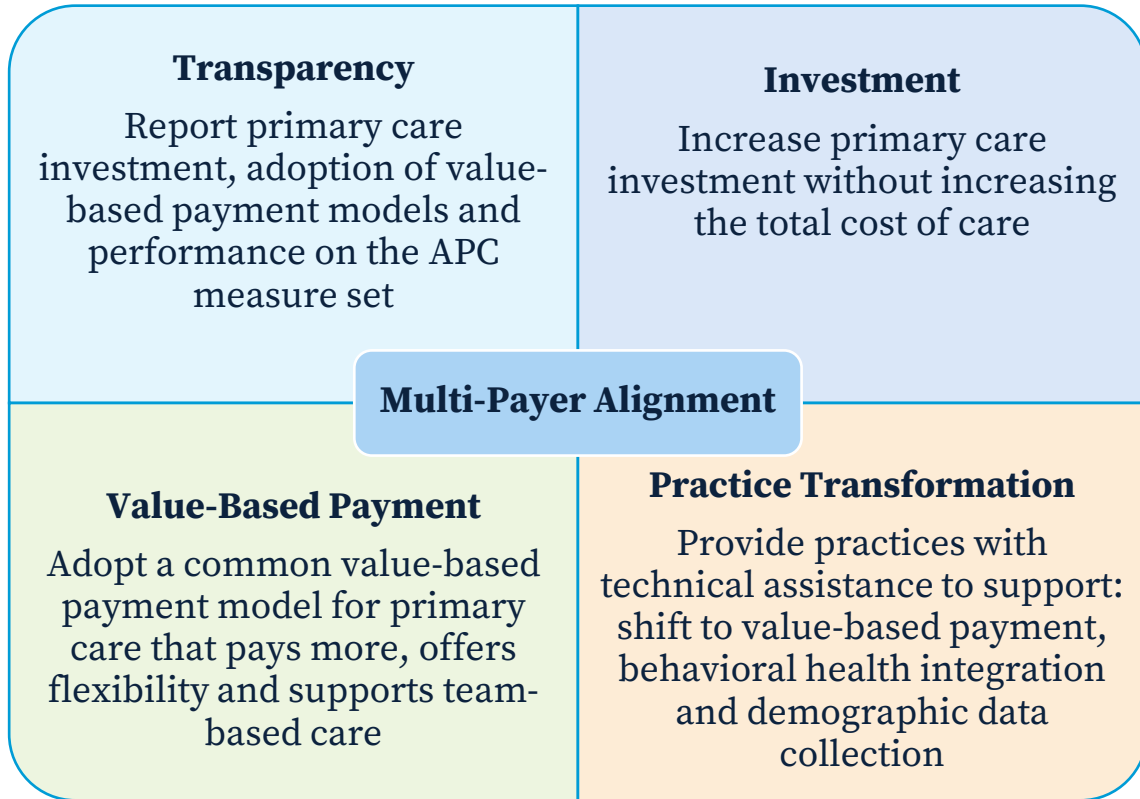 Transparency
Report primary care
investment, adoption of value-
based payment models and
performance on the APC
measure set
Investment
Increase primary care
investment without increasing
the total cost of care
Multi-Payer Alignment
Value-Based Payment
Adopt a common value-based
payment model for primary
care that pays more, offers
flexibility and supports team-
based care
Practice Transformation
Provide practices with
technical assistance to support:
shift to value-based payment,
behavioral health integration
and demographic data
collection